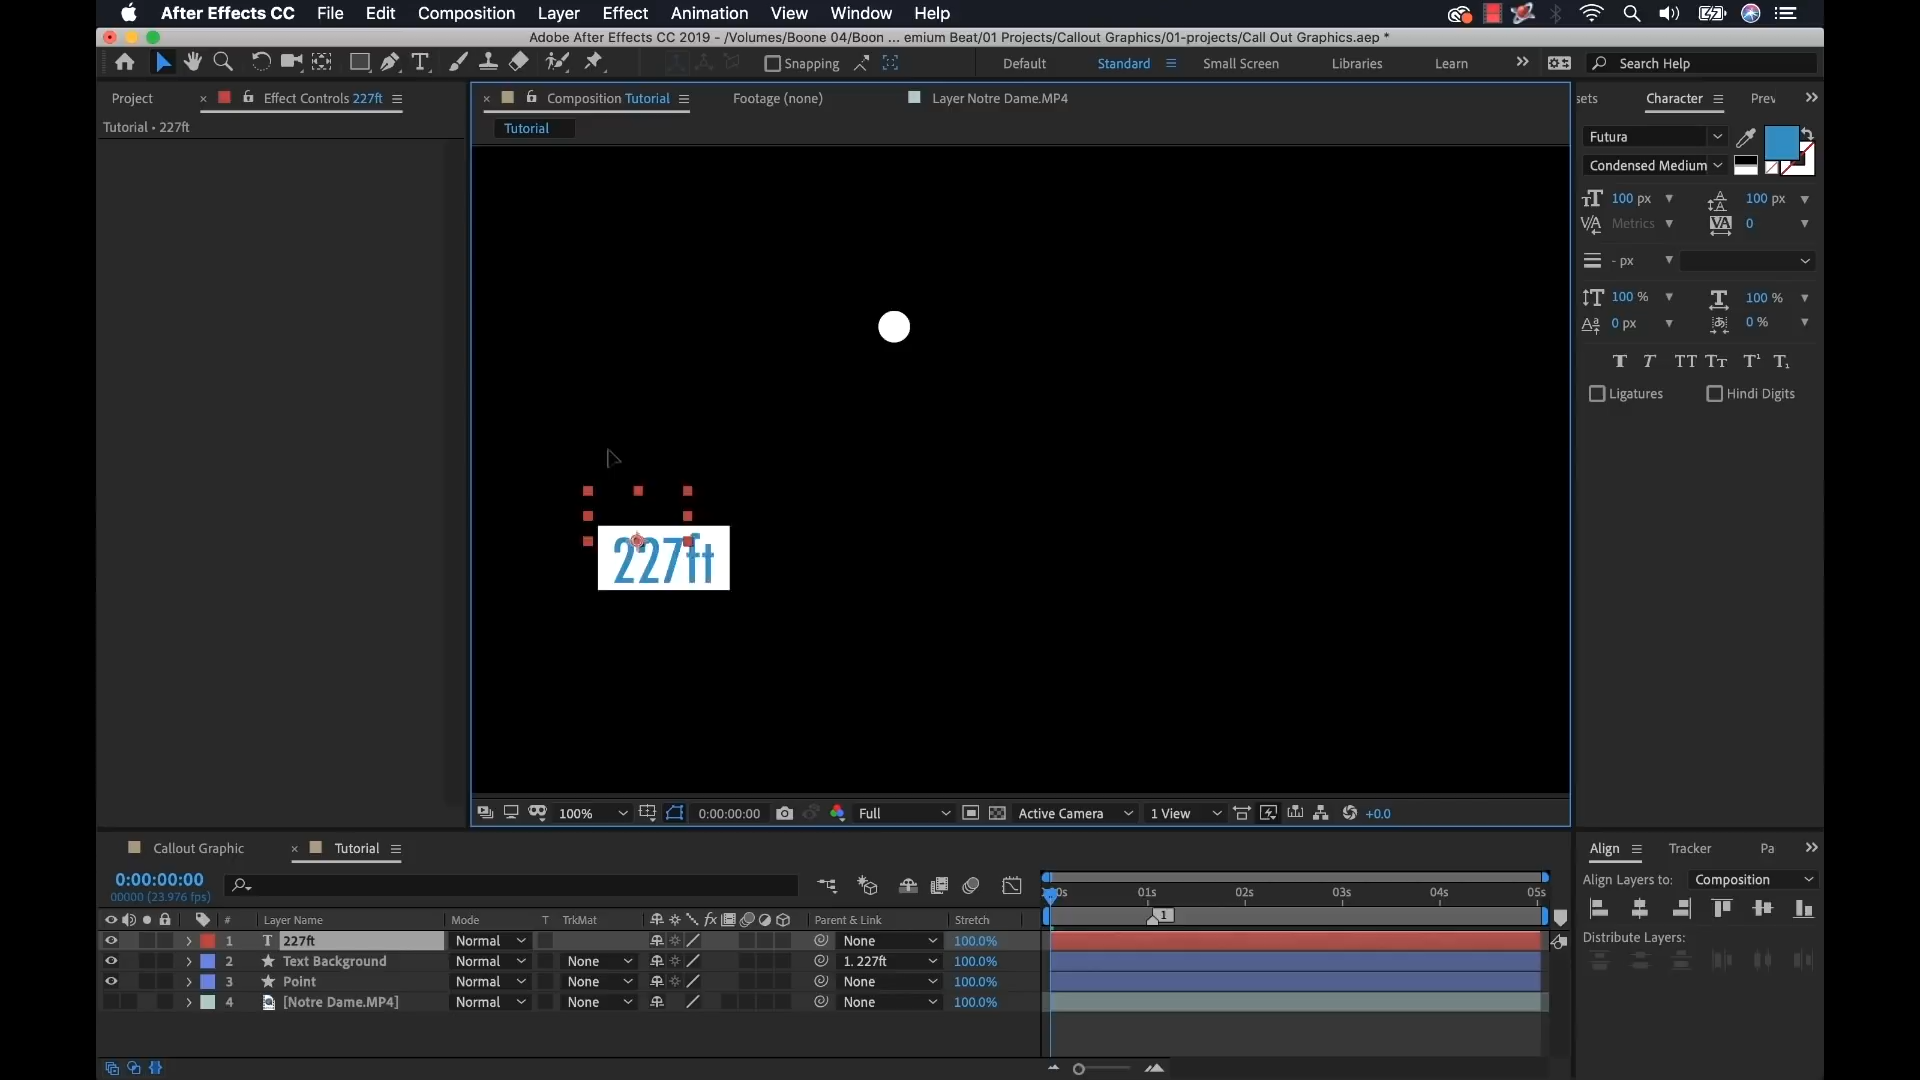 After Effects CC File Edit Composition Layer Effect Animation View Window Help
Adobe After Effects CC 2019 - /Volumes/Boone 04/Boon ... emium Beat/01 Projects/Callout Graphics/01-projects/Call Out Graphics.aep *
Snapping Default Standard Small Screen Libraries Learn Search Help
Project Effect Controls 227ft Composition Tutorial Footage (none) Layer Notre Dame.MP4 sets Character Prev
Tutorial • 227ft Tutorial
Futura
Condensed Medium
100 px 100 px
Metrics 0
- px
100 % 100 %
0 px 0 %
T T TT Tт T¹ T₁
Ligatures Hindi Digits
227ft
100% 0:00:00:00 Full Active Camera 1 View +0.0
Callout Graphic Tutorial Align Tracker Pa
0:00:00:00 Align Layers to: Composition
00000 (23.976 fps) 0s 01s 02s 03s 04s 05s
# Layer Name Mode T TrkMat fx Parent & Link Stretch 1
Distribute Layers:
1 T 227ft Normal None 100.0%
2 Text Background Normal None 1. 227ft 100.0%
3 Point Normal None None 100.0%
4 [Notre Dame.MP4] Normal None None 100.0%